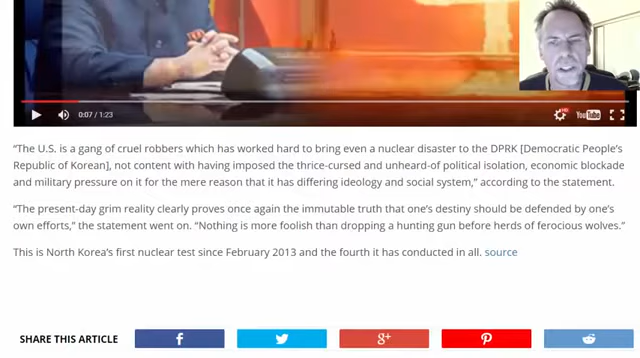 0:07 / 1:23
HD
YouTube
“The U.S. is a gang of cruel robbers which has worked hard to bring even a nuclear disaster to the DPRK [Democratic People’s
Republic of Korean], not content with having imposed the thrice-cursed and unheard-of political isolation, economic blockade
and military pressure on it for the mere reason that it has differing ideology and social system,” according to the statement.
“The present-day grim reality clearly proves once again the immutable truth that one’s destiny should be defended by one’s
own efforts,” the statement went on. “Nothing is more foolish than dropping a hunting gun before herds of ferocious wolves.”
This is North Korea’s first nuclear test since February 2013 and the fourth it has conducted in all. source
SHARE THIS ARTICLE